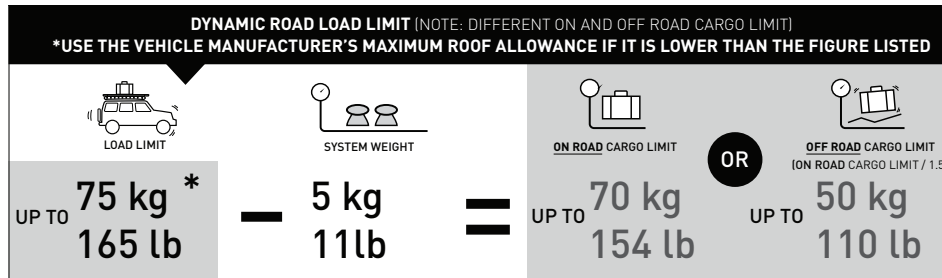 DYNAMIC ROAD LOAD LIMIT (NOTE: DIFFERENT ON AND OFF ROAD CARGO LIMIT)
*USE THE VEHICLE MANUFACTURER'S MAXIMUM ROOF ALLOWANCE IF IT IS LOWER THAN THE FIGURE LISTED
LOAD LIMIT
UP TO 75 kg *
165 lb
—
SYSTEM WEIGHT
5 kg
11lb
=
ON ROAD CARGO LIMIT
UP TO 70 kg
154 lb
OR
OFF ROAD CARGO LIMIT
(ON ROAD CARGO LIMIT / 1.5
UP TO 50 kg
110 lb